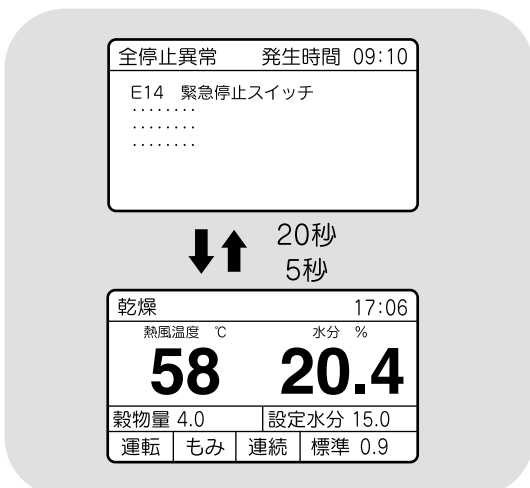 全停止異常 発生時間 09:10
E14 緊急停止スイッチ
‥‥‥‥
‥‥‥‥
‥‥‥‥
20秒
5秒
乾燥 17:06
熱風温度 ℃ 水分 %
58 20.4
穀物量 4.0 設定水分 15.0
運転 もみ 連続 標準 0.9